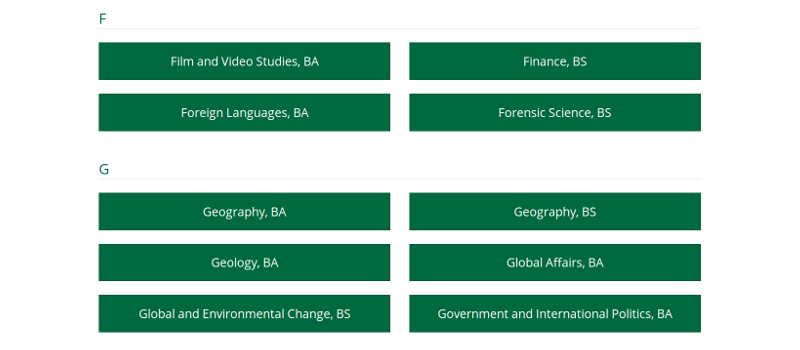 F
Film and Video Studies, BA
Finance, BS
Foreign Languages, BA
Forensic Science, BS
G
Geography, BA
Geography, BS
Geology, BA
Global Affairs, BA
Global and Environmental Change, BS
Government and International Politics, BA